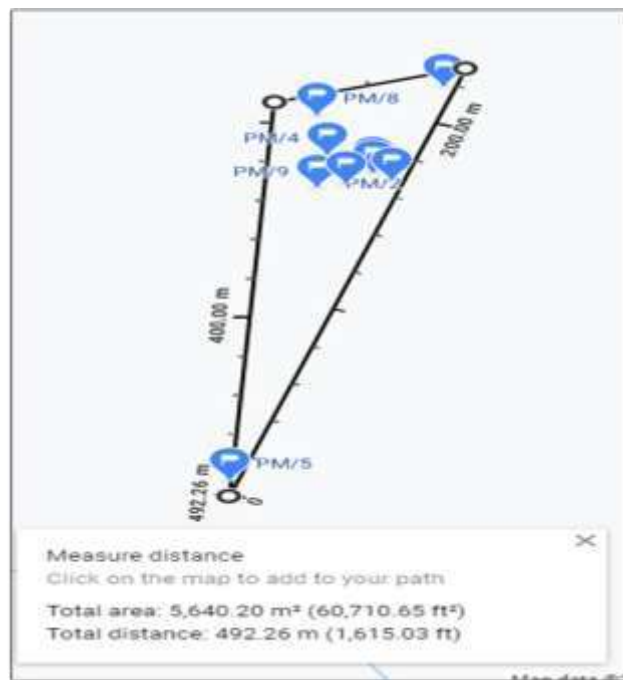 PM/8
200.00 m
PM/4
PM/9
PM/2
400.00 m
PM/5
492.26 m
0
Measure distance
Click on the map to add to your path
Total area: 5,640.20 m² (60,710.65 ft²)
Total distance: 492.26 m (1,615.03 ft)